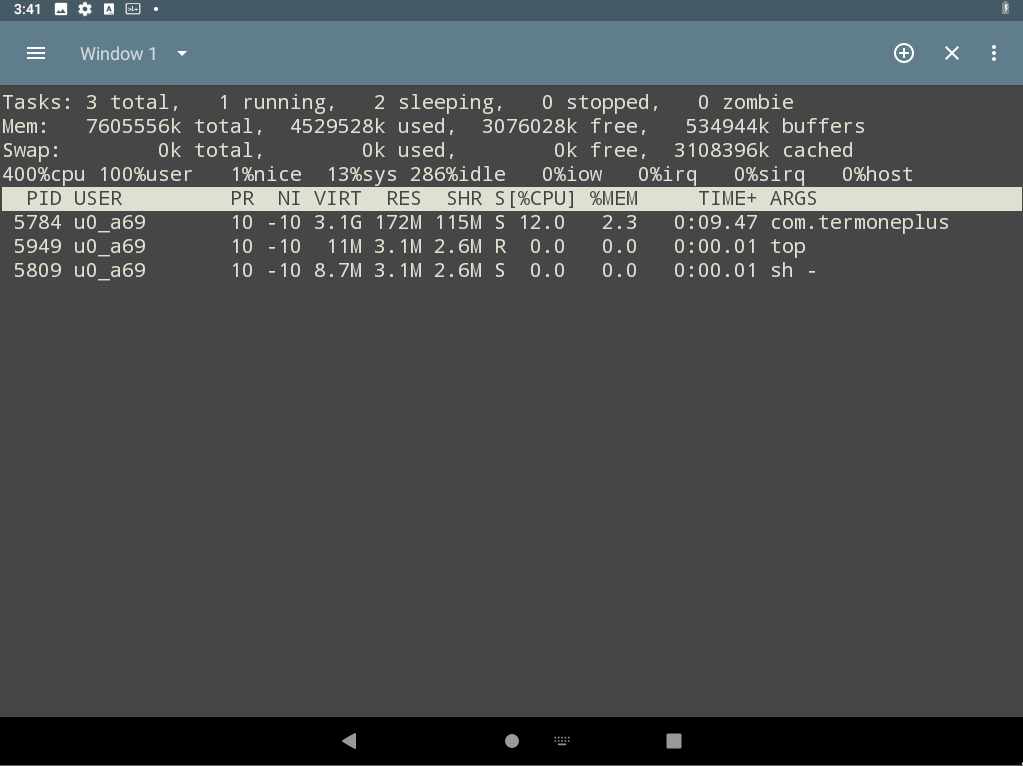 3:41
Window 1
Tasks: 3 total,   1 running,   2 sleeping,   0 stopped,   0 zombie
Mem:   7605556k total,  4529528k used,  3076028k free,   534944k buffers
Swap:        0k total,        0k used,        0k free,  3108396k cached
400%cpu 100%user   1%nice  13%sys 286%idle   0%iow   0%irq   0%sirq   0%host
  PID USER         PR  NI VIRT  RES  SHR S[%CPU] %MEM     TIME+ ARGS
 5784 u0_a69       10 -10 3.1G 172M 115M S 12.0   2.3   0:09.47 com.termoneplus
 5949 u0_a69       10 -10  11M 3.1M 2.6M R  0.0   0.0   0:00.01 top
 5809 u0_a69       10 -10 8.7M 3.1M 2.6M S  0.0   0.0   0:00.01 sh -